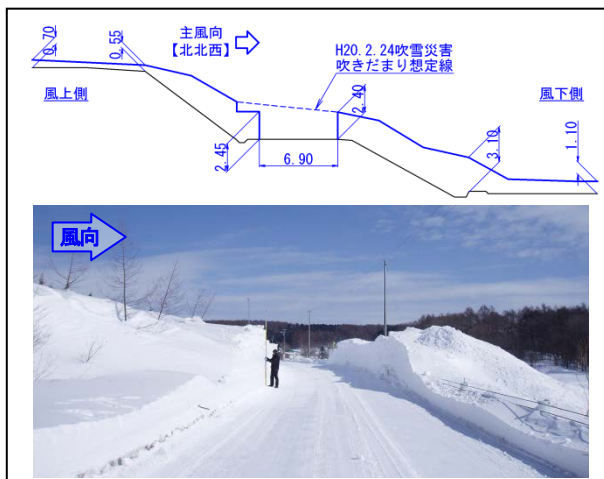 主風向
【北北西】
H20.2.24吹雪災害
吹きだまり想定線
0.70
0.55
風上側
風下側
2.40
2.45
6.90
3.10
1.10
風向